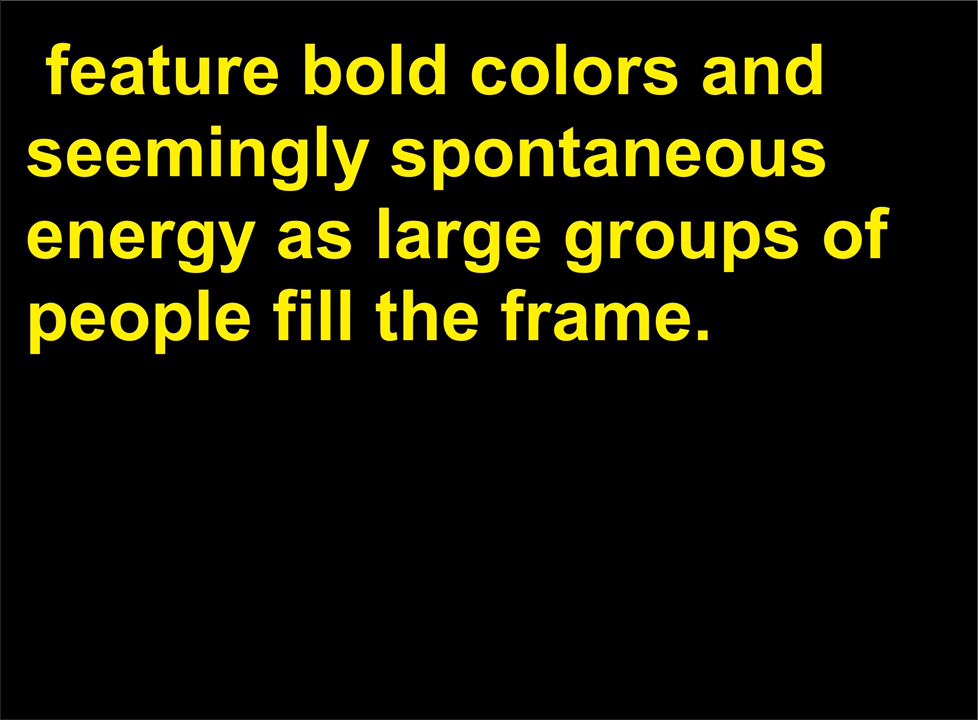 feature bold colors and
seemingly spontaneous
energy as large groups of
people fill the frame.